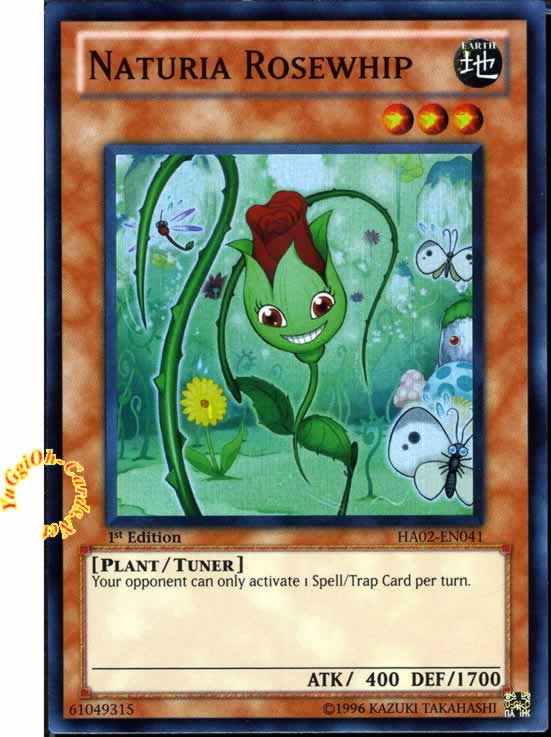 NATURIA ROSEWHIP
EARTH
地
1st Edition
HA02-EN041
[PLANT/TUNER]
Your opponent can only activate 1 Spell/Trap Card per turn.
ATK/ 400 DEF/1700
61049315
©1996 KAZUKI TAKAHASHI
YuGgiOh-Cards.Net